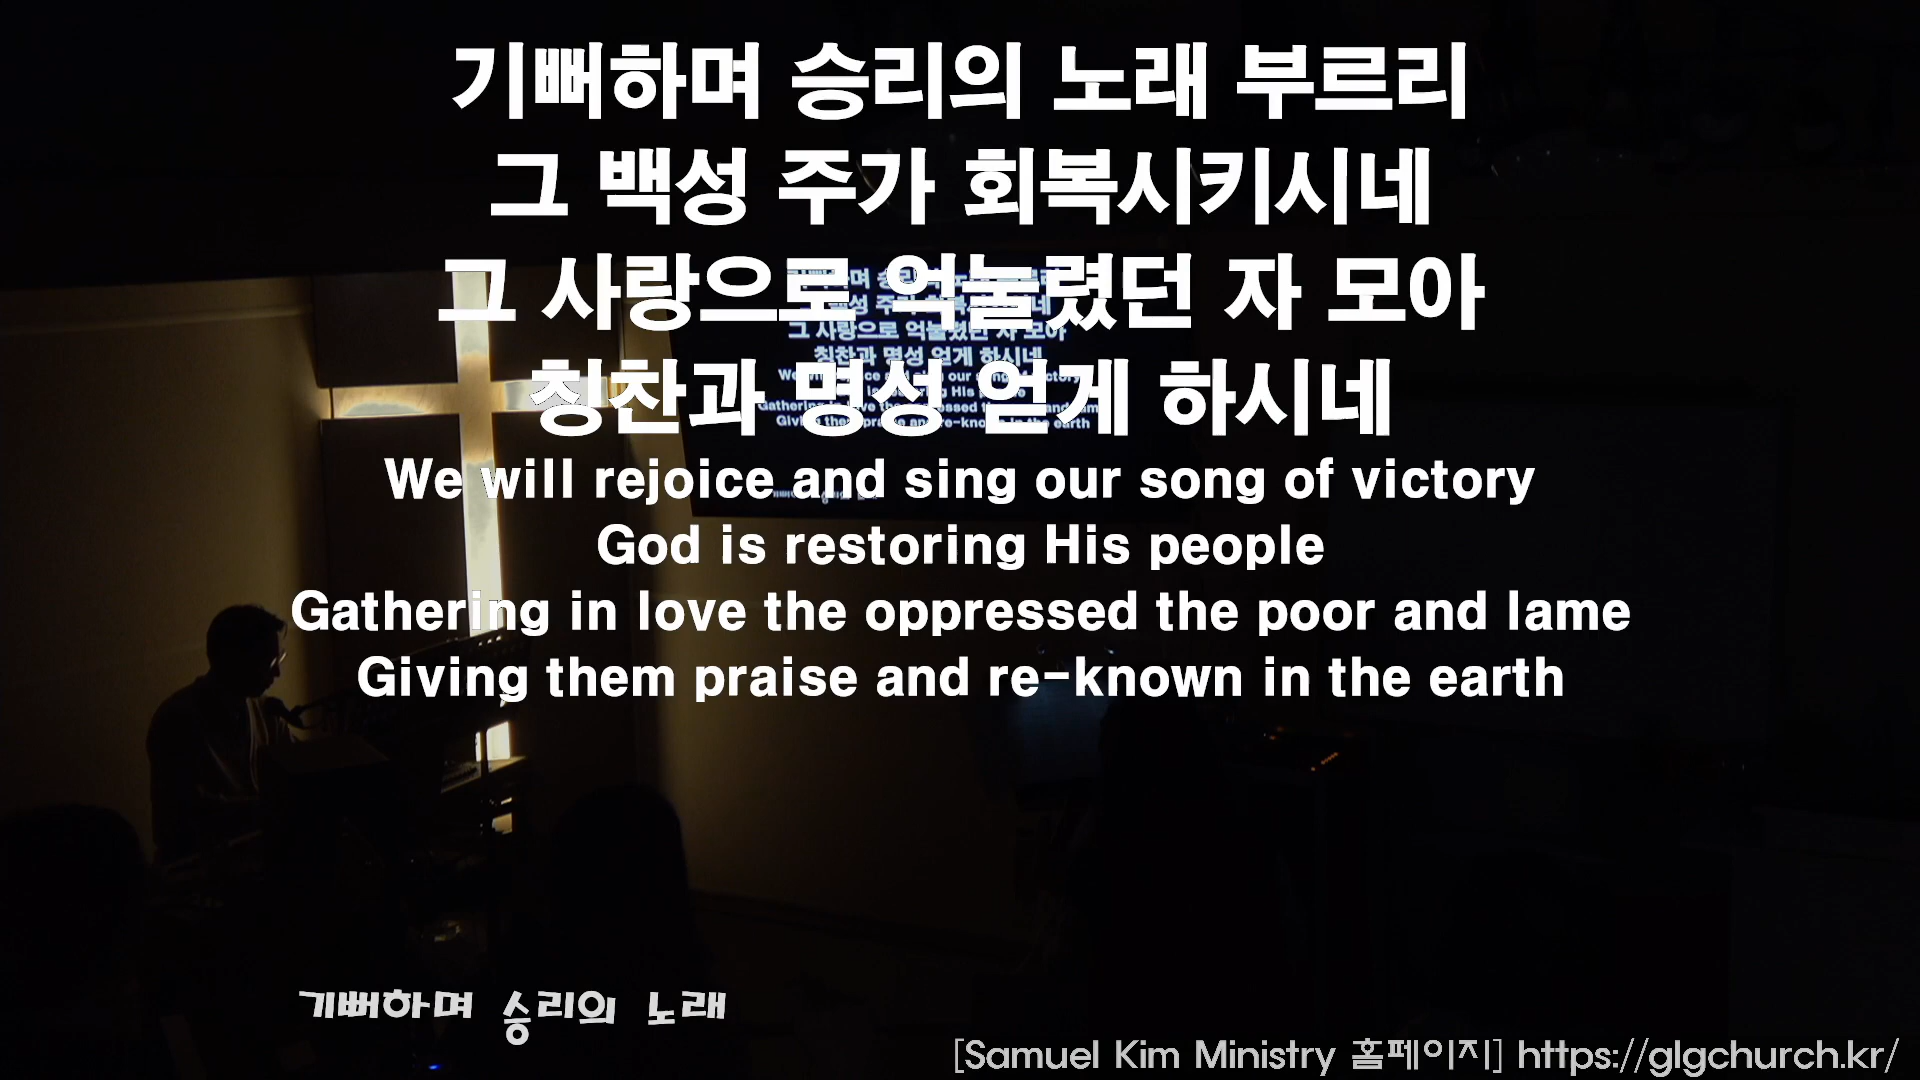 기뻐하며 승리의 노래 부르리
그 백성 주가 회복시키시네
그 사랑으로 억눌렸던 자 모아
칭찬과 명성 얻게 하시네
We will rejoice and sing our song of victory
God is restoring His people
Gathering in love the oppressed the poor and lame
Giving them praise and re-known in the earth
기뻐하며 승리의 노래
[Samuel Kim Ministry 홈페이지] https://glgchurch.kr/